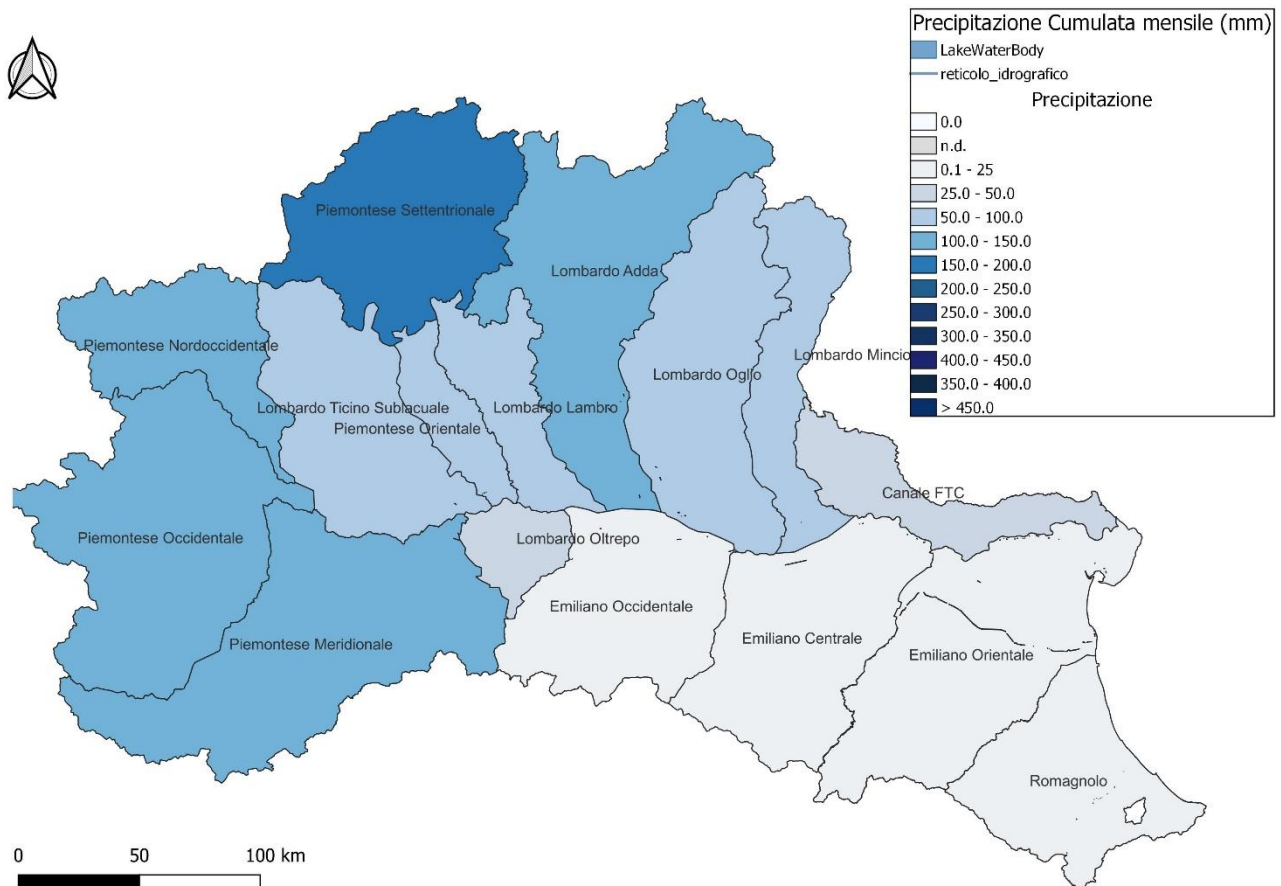 Precipitazione Cumulata mensile (mm)
LakeWaterBody
reticolo_idrografico
Precipitazione
0.0
n.d.
0.1 - 25
25.0 - 50.0
50.0 - 100.0
100.0 - 150.0
150.0 - 200.0
200.0 - 250.0
250.0 - 300.0
300.0 - 350.0
400.0 - 450.0
350.0 - 400.0
> 450.0
Piemontese Settentrionale
Lombardo Adda
Piemontese Nordoccidentale
Lombardo Mincio
Lombardo Oglio
Lombardo Ticino Sublacuale
Lombardo Lambro
Piemontese Orientale
Canale FTC
Piemontese Occidentale
Lombardo Oltrepo
Emiliano Occidentale
Emiliano Centrale
Piemontese Meridionale
Emiliano Orientale
Romagnolo
0 50 100 km